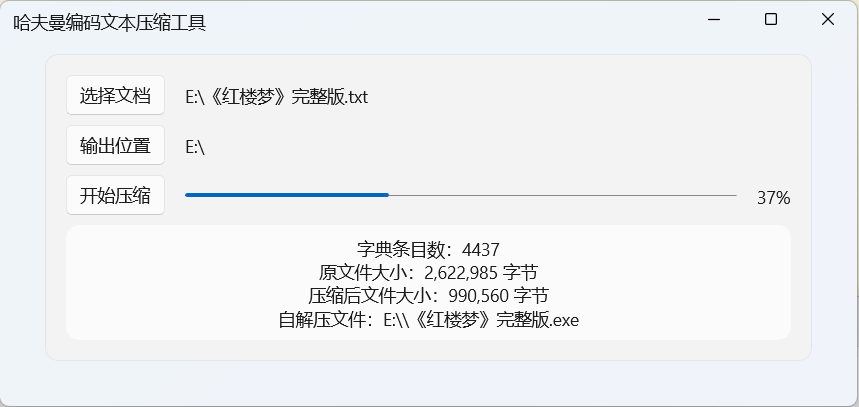 哈夫曼编码文本压缩工具
选择文档 E:\《红楼梦》完整版.txt
输出位置 E:\
开始压缩 37%
字典条目数：4437
原文件大小：2,622,985 字节
压缩后文件大小：990,560 字节
自解压文件：E:\\《红楼梦》完整版.exe